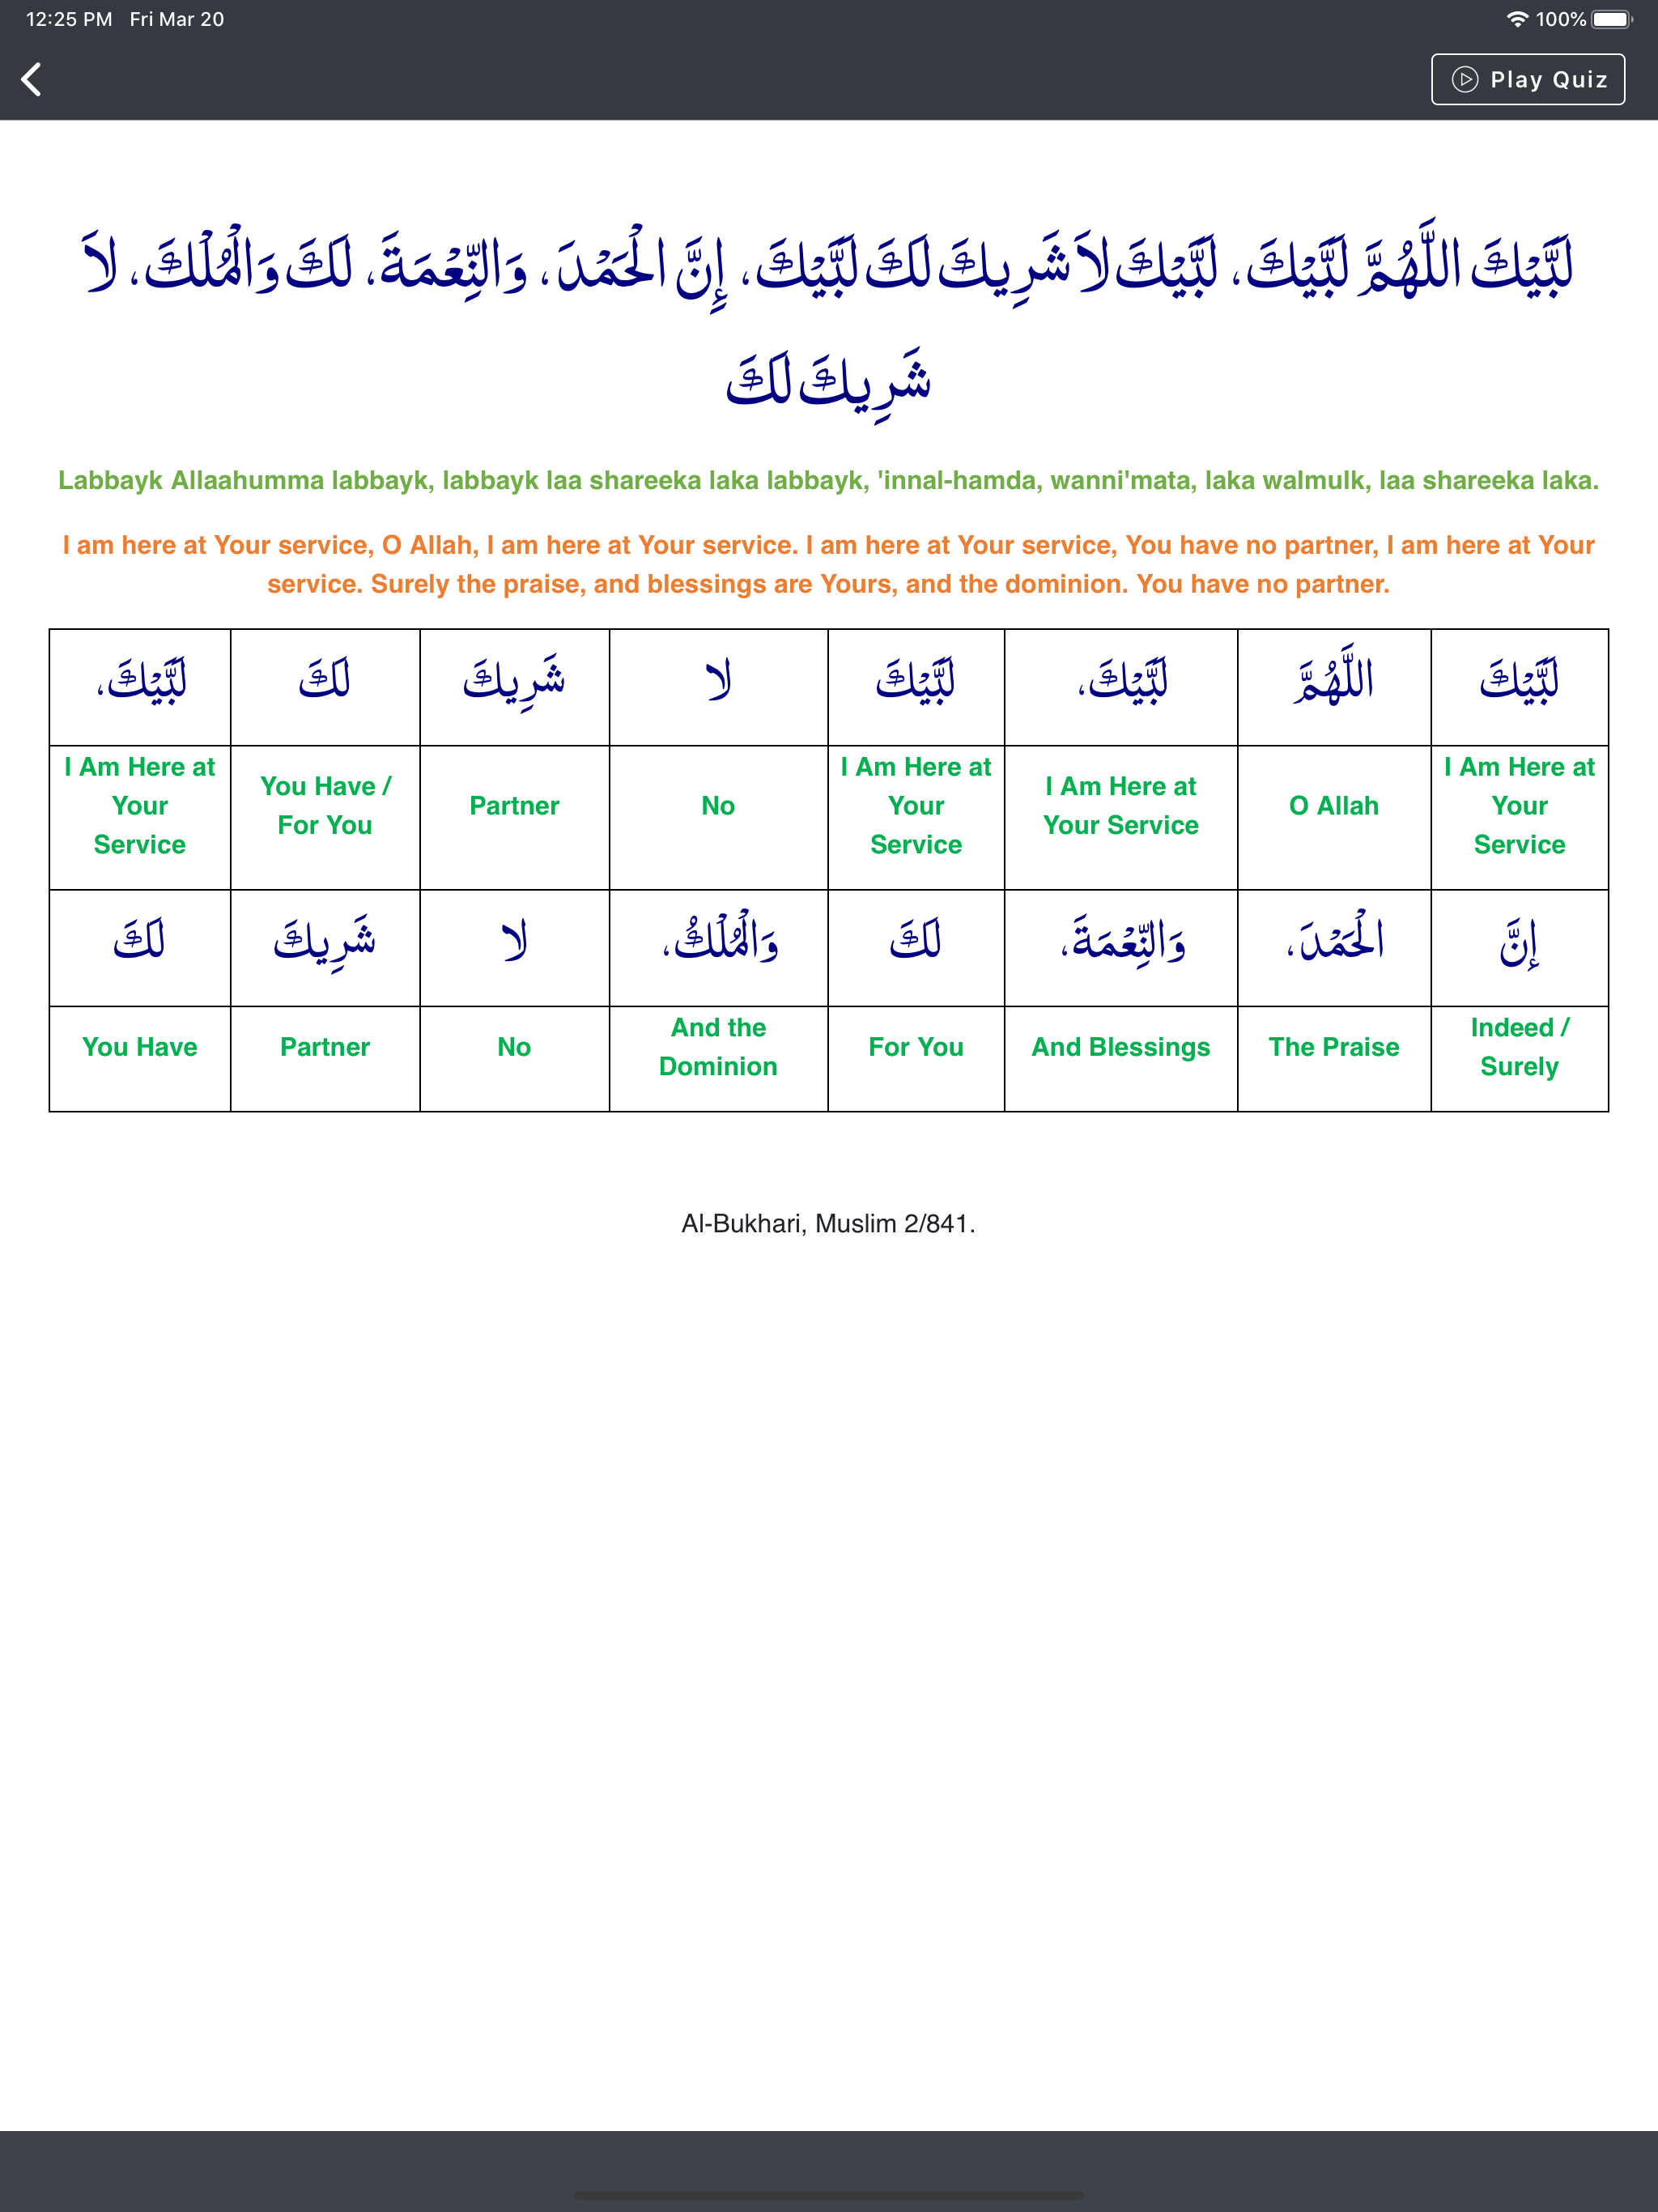 12:25 PM Fri Mar 20 100%
Play Quiz
لَبَّيْكَ اللَّهُمَّ لَبَّيْكَ، لَبَّيْكَ لاَ شَرِيكَ لَكَ لَبَّيْكَ، إِنَّ الْحَمْدَ، وَالنِّعْمَةَ، لَكَ وَالْمُلْكَ، لاَ
شَرِيكَ لَكَ
Labbayk Allaahumma labbayk, labbayk laa shareeka laka labbayk, 'innal-hamda, wanni'mata, laka walmulk, laa shareeka laka.
I am here at Your service, O Allah, I am here at Your service. I am here at Your service, You have no partner, I am here at Your
service. Surely the praise, and blessings are Yours, and the dominion. You have no partner.
لَبَّيْكَ اللَّهُمَّ لَبَّيْكَ، لَبَّيْكَ لا شَرِيكَ لَكَ لَبَّيْكَ،
I Am Here at Your Service
O Allah
I Am Here at Your Service
I Am Here at Your Service
No
Partner
You Have / For You
I Am Here at Your Service
إِنَّ الْحَمْدَ، وَالنِّعْمَةَ، لَكَ وَالْمُلْكُ، لا شَرِيكَ لَكَ
Indeed / Surely
The Praise
And Blessings
For You
And the Dominion
No
Partner
You Have
Al-Bukhari, Muslim 2/841.